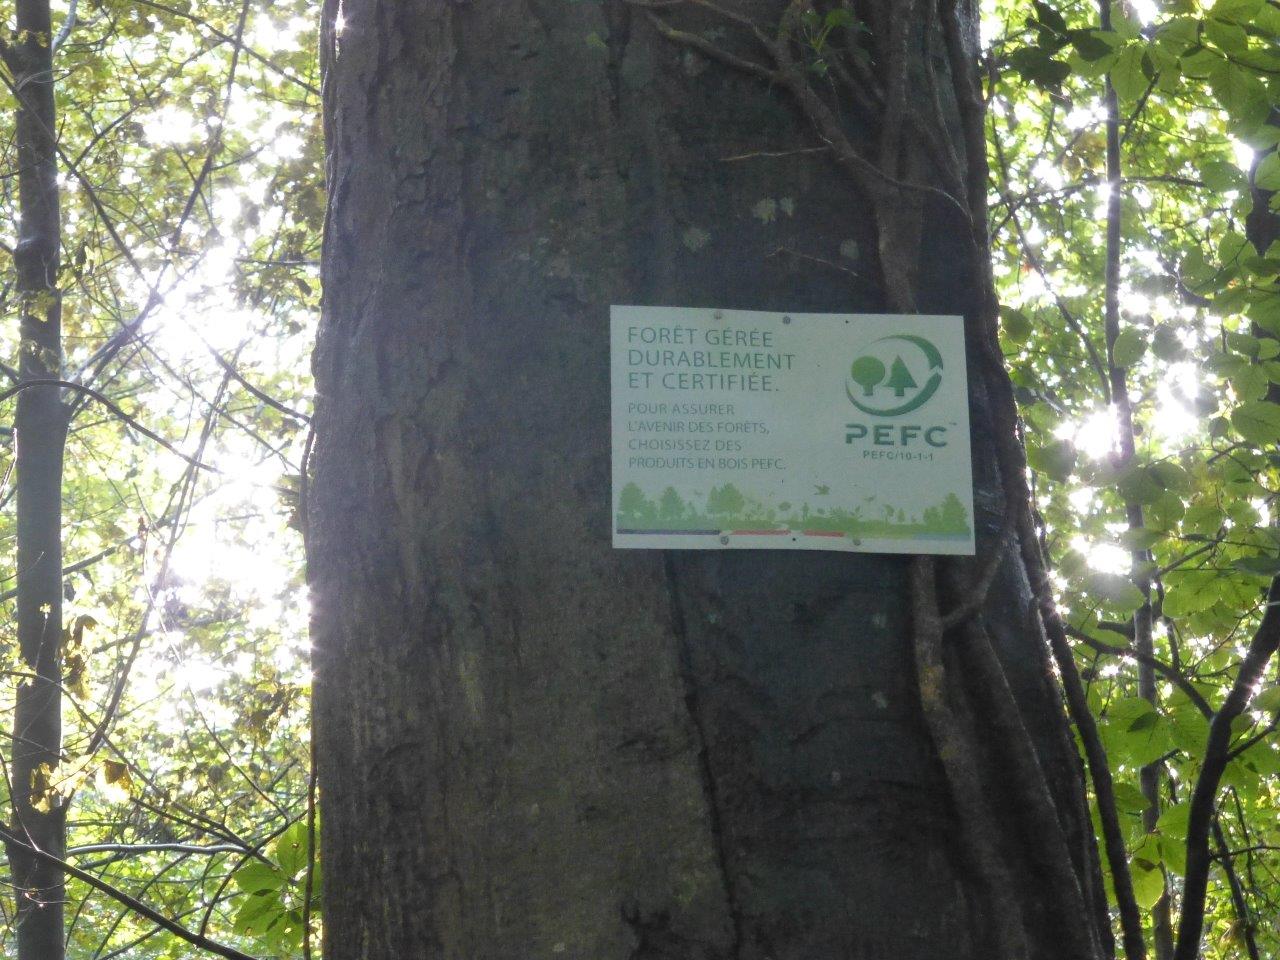 FORÊT GÉRÉE
DURABLEMENT
ET CERTIFIÉE.
POUR ASSURER
L'AVENIR DES FORÊTS,
CHOISISSEZ DES
PRODUITS EN BOIS PEFC.
PEFC™
PEFC/10-1-1